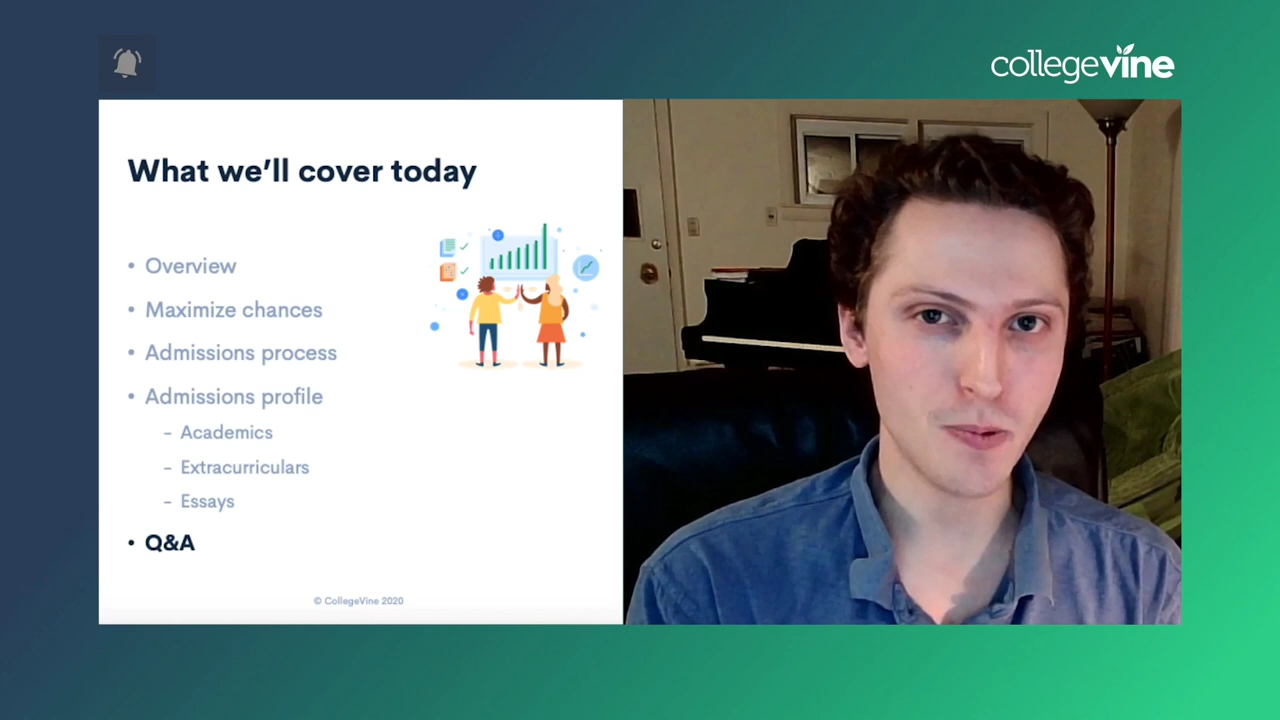 collegevine
What we'll cover today
• Overview
• Maximize chances
• Admissions process
• Admissions profile
- Academics
- Extracurriculars
- Essays
• Q&A
© CollegeVine 2020